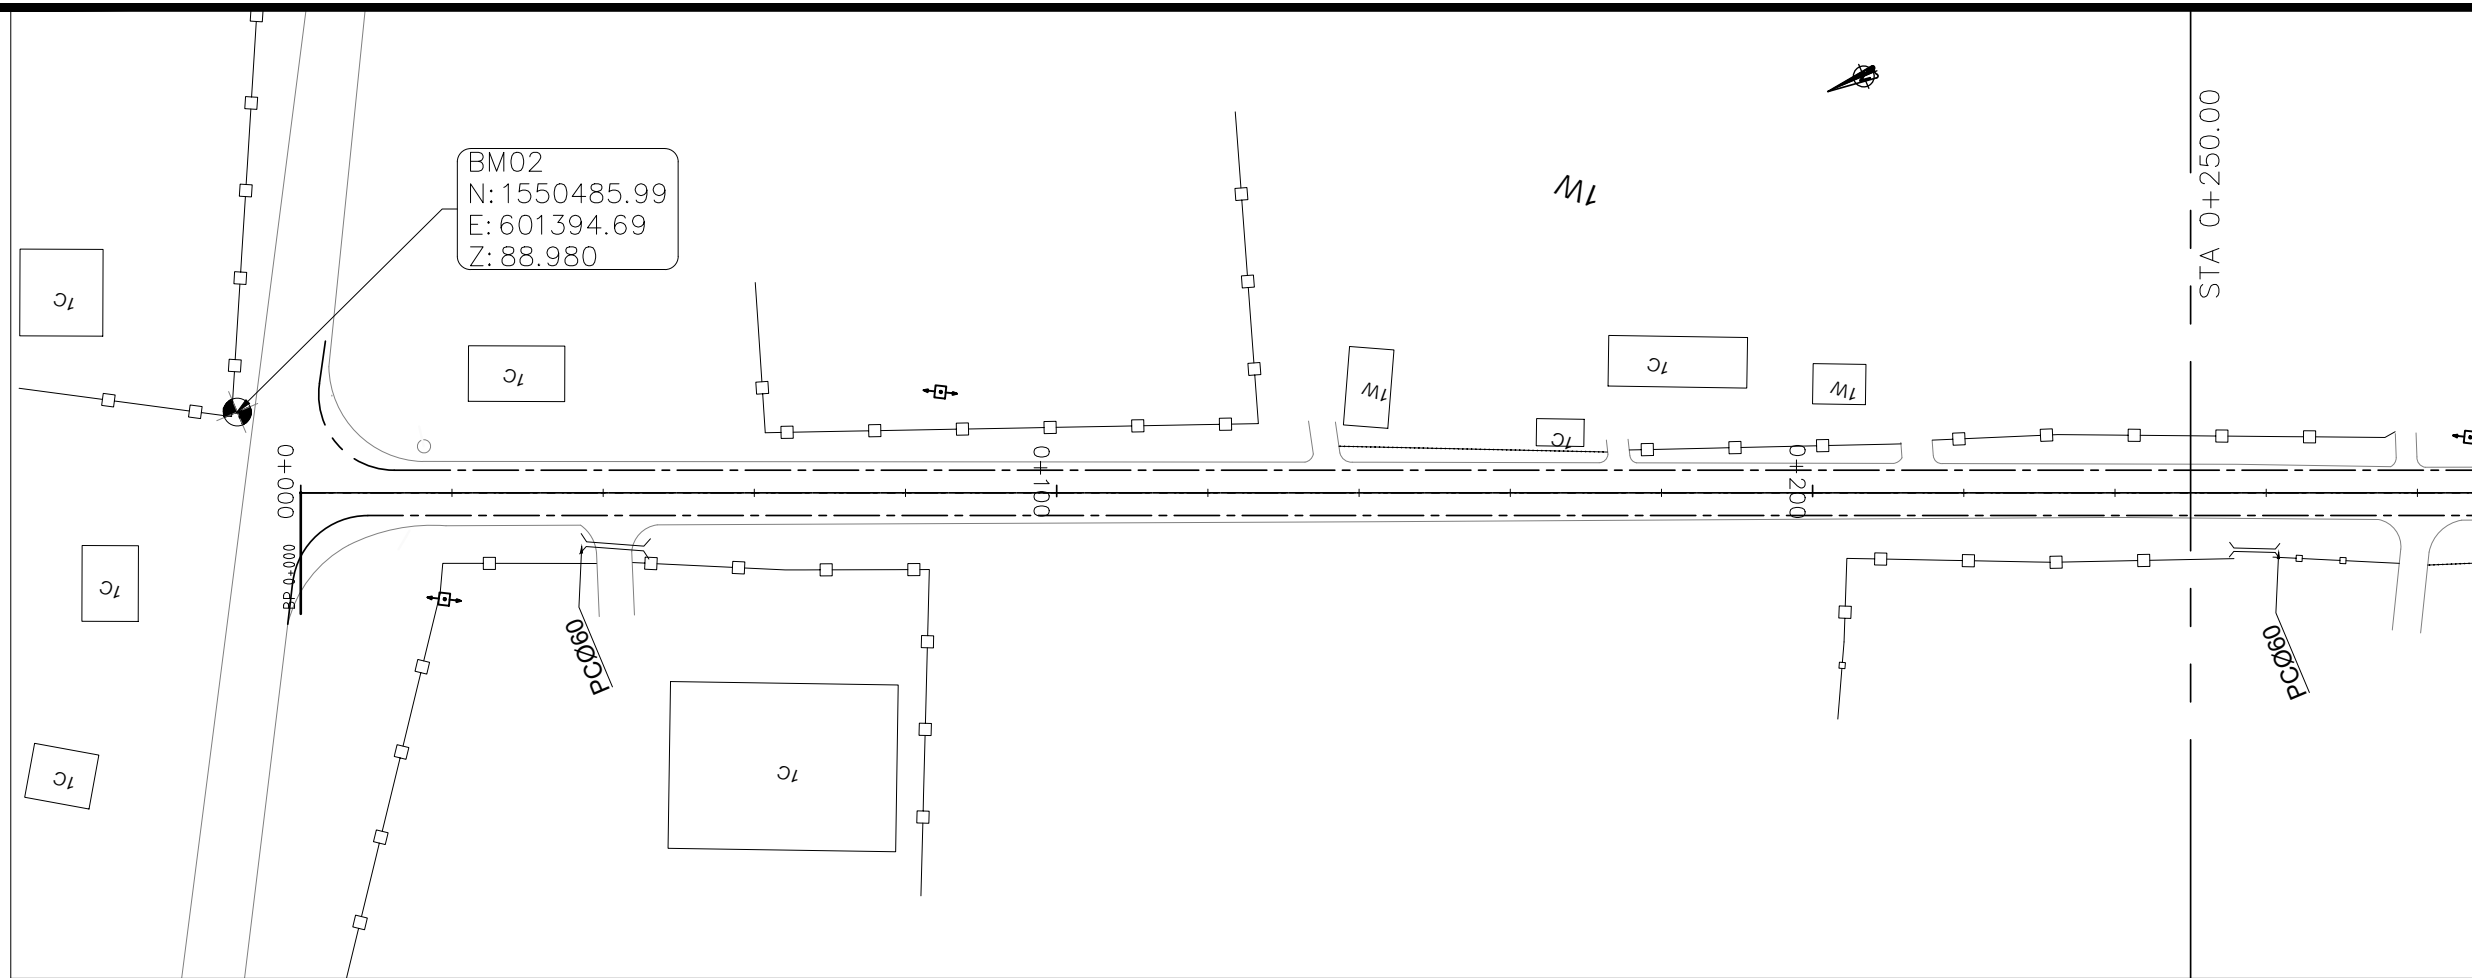 BM02
N: 1550485.99
E: 601394.69
Z: 88.980
1W
STA 0+250.00
1C
1C
1W
1C
1C
1W
0+000
0+100
0+200
BP 0+000
1C
PCØ60
PCØ60
1C
1C